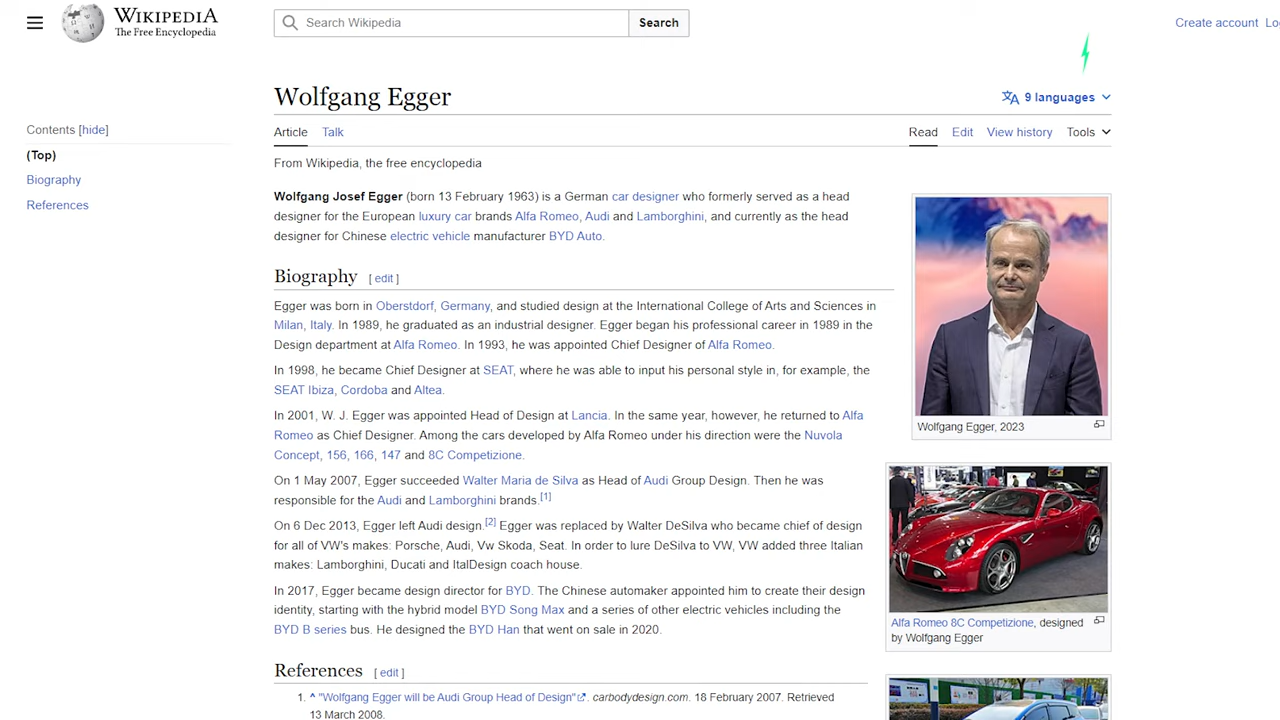 WIKIPEDIA
The Free Encyclopedia
Search Wikipedia
Search
Create account
Wolfgang Egger
9 languages
Contents [hide]
(Top)
Biography
References
Article Talk
Read Edit View history Tools
From Wikipedia, the free encyclopedia
Wolfgang Josef Egger (born 13 February 1963) is a German car designer who formerly served as a head
designer for the European luxury car brands Alfa Romeo, Audi and Lamborghini, and currently as the head
designer for Chinese electric vehicle manufacturer BYD Auto.
Biography [ edit ]
Egger was born in Oberstdorf, Germany, and studied design at the International College of Arts and Sciences in
Milan, Italy. In 1989, he graduated as an industrial designer. Egger began his professional career in 1989 in the
Design department at Alfa Romeo. In 1993, he was appointed Chief Designer of Alfa Romeo.
In 1998, he became Chief Designer at SEAT, where he was able to input his personal style in, for example, the
SEAT Ibiza, Cordoba and Altea.
In 2001, W. J. Egger was appointed Head of Design at Lancia. In the same year, however, he returned to Alfa
Romeo as Chief Designer. Among the cars developed by Alfa Romeo under his direction were the Nuvola
Concept, 156, 166, 147 and 8C Competizione.
On 1 May 2007, Egger succeeded Walter Maria de Silva as Head of Audi Group Design. Then he was
responsible for the Audi and Lamborghini brands.[1]
On 6 Dec 2013, Egger left Audi design.[2] Egger was replaced by Walter DeSilva who became chief of design
for all of VW's makes: Porsche, Audi, Vw Skoda, Seat. In order to lure DeSilva to VW, VW added three Italian
makes: Lamborghini, Ducati and ItalDesign coach house.
In 2017, Egger became design director for BYD. The Chinese automaker appointed him to create their design
identity, starting with the hybrid model BYD Song Max and a series of other electric vehicles including the
BYD B series bus. He designed the BYD Han that went on sale in 2020.
References [ edit ]
1. ^ "Wolfgang Egger will be Audi Group Head of Design". carbodydesign.com. 18 February 2007. Retrieved
13 March 2008.
Wolfgang Egger, 2023
Alfa Romeo 8C Competizione, designed
by Wolfgang Egger